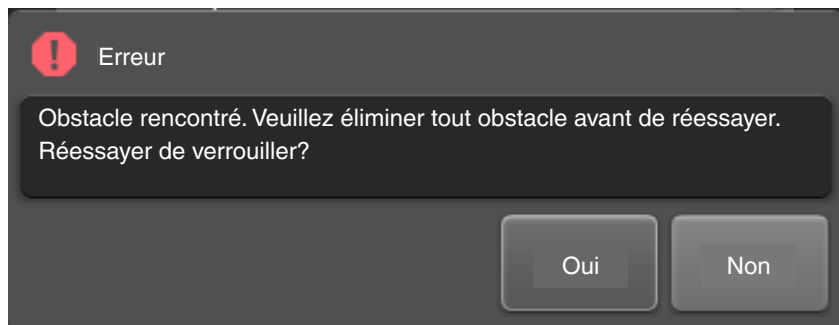 Erreur
Obstacle rencontré. Veuillez éliminer tout obstacle avant de réessayer.
Réessayer de verrouiller?
Oui
Non